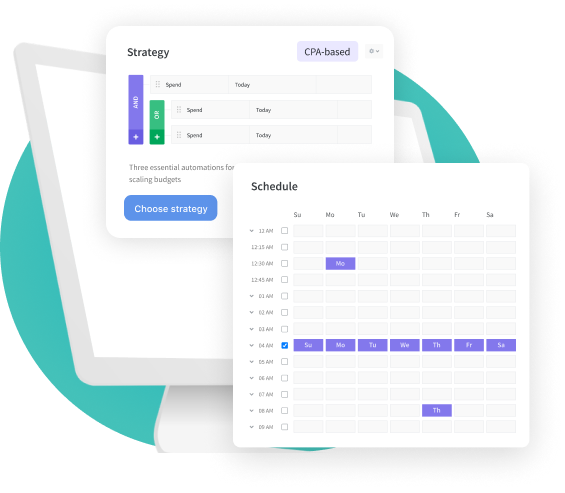 Strategy
CPA-based
AND
Spend Today
OR
Spend Today
+ +
Spend Today
Three essential automations for
scaling budgets
Choose strategy
Schedule
Su Mo Tu We Th Fr Sa
12 AM
12:15 AM
12:30 AM Mo
12:45 AM
01 AM
02 AM
03 AM
04 AM Su Mo Tu We Th Fr Sa
05 AM
06 AM
07 AM
08 AM Th
09 AM